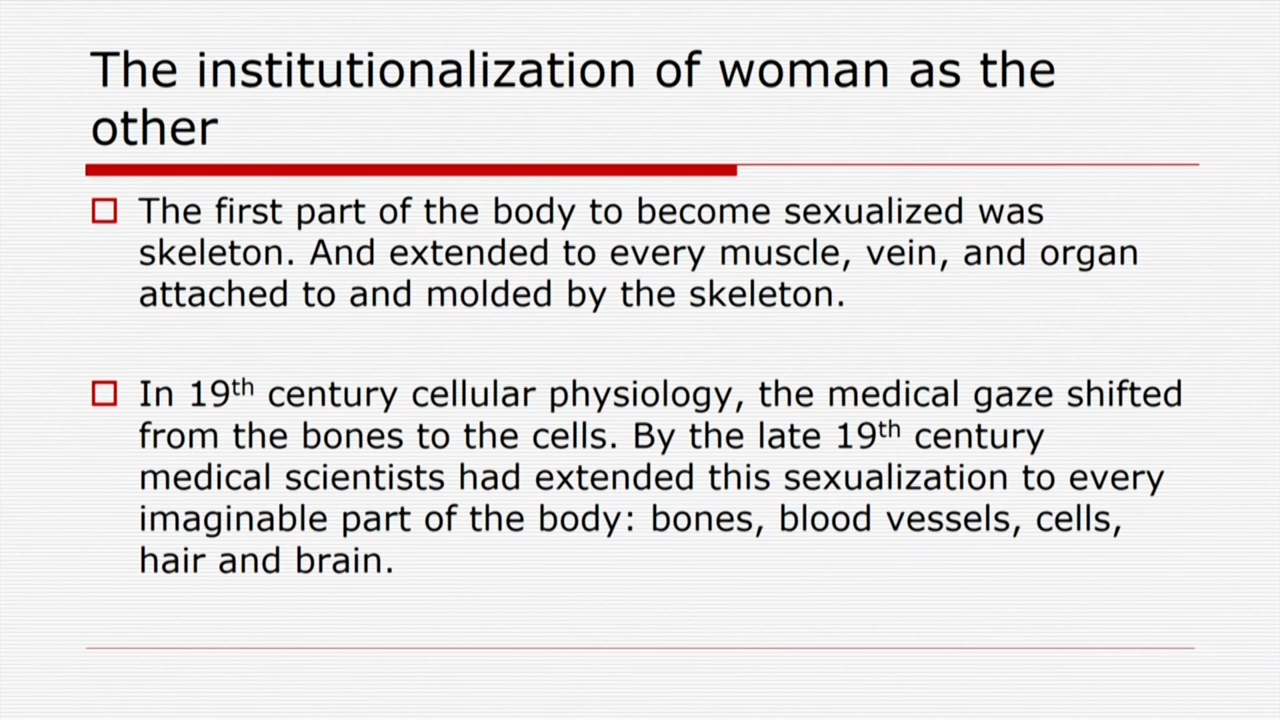 The institutionalization of woman as the
other
The first part of the body to become sexualized was
skeleton. And extended to every muscle, vein, and organ
attached to and molded by the skeleton.
In 19th century cellular physiology, the medical gaze shifted
from the bones to the cells. By the late 19th century
medical scientists had extended this sexualization to every
imaginable part of the body: bones, blood vessels, cells,
hair and brain.